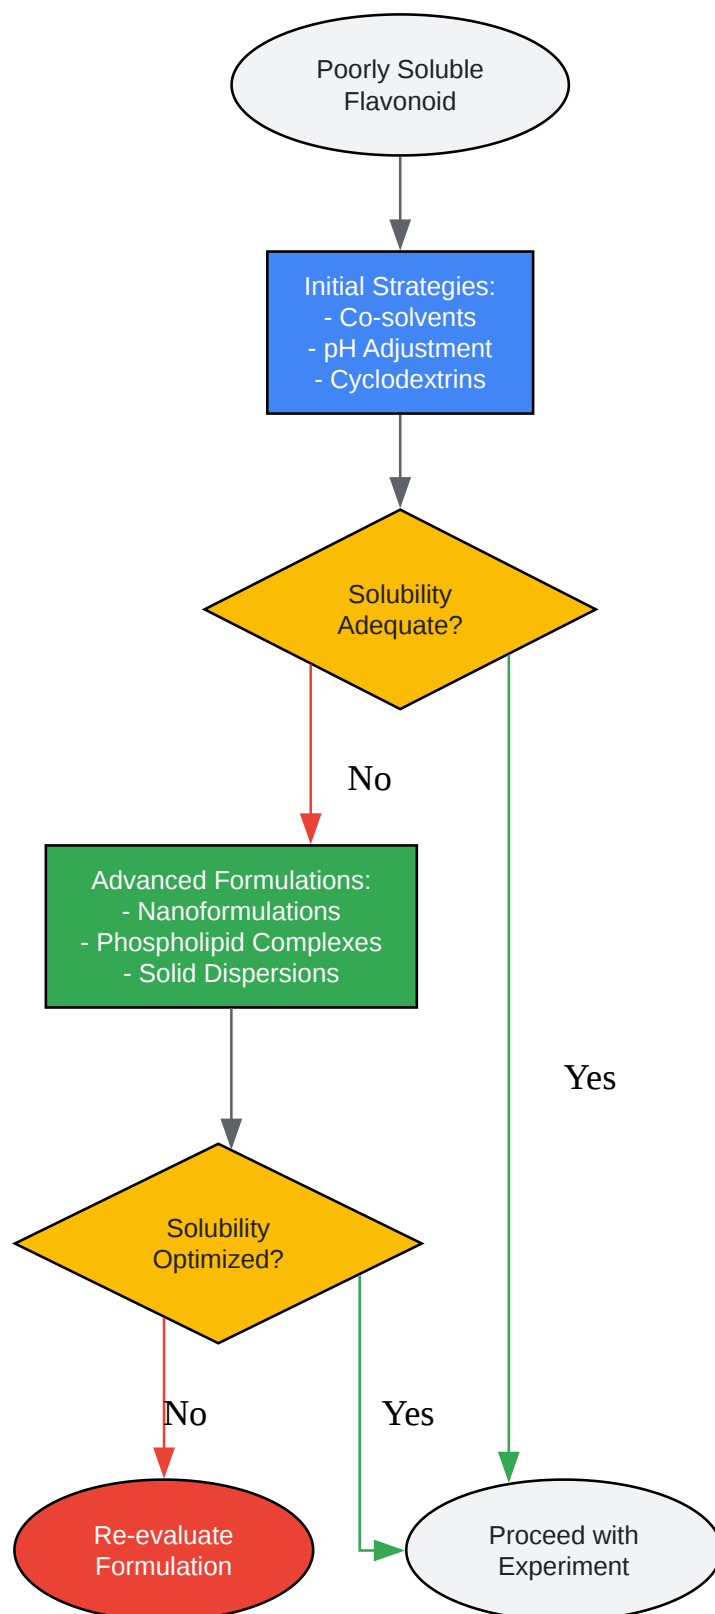 Poorly Soluble
Flavonoid
Initial Strategies:
- Co-solvents
- pH Adjustment
- Cyclodextrins
Solubility
Adequate?
No
Advanced Formulations:
- Nanoformulations
- Phospholipid Complexes
- Solid Dispersions
Yes
Solubility
Optimized?
No
Yes
Re-evaluate
Formulation
Proceed with
Experiment